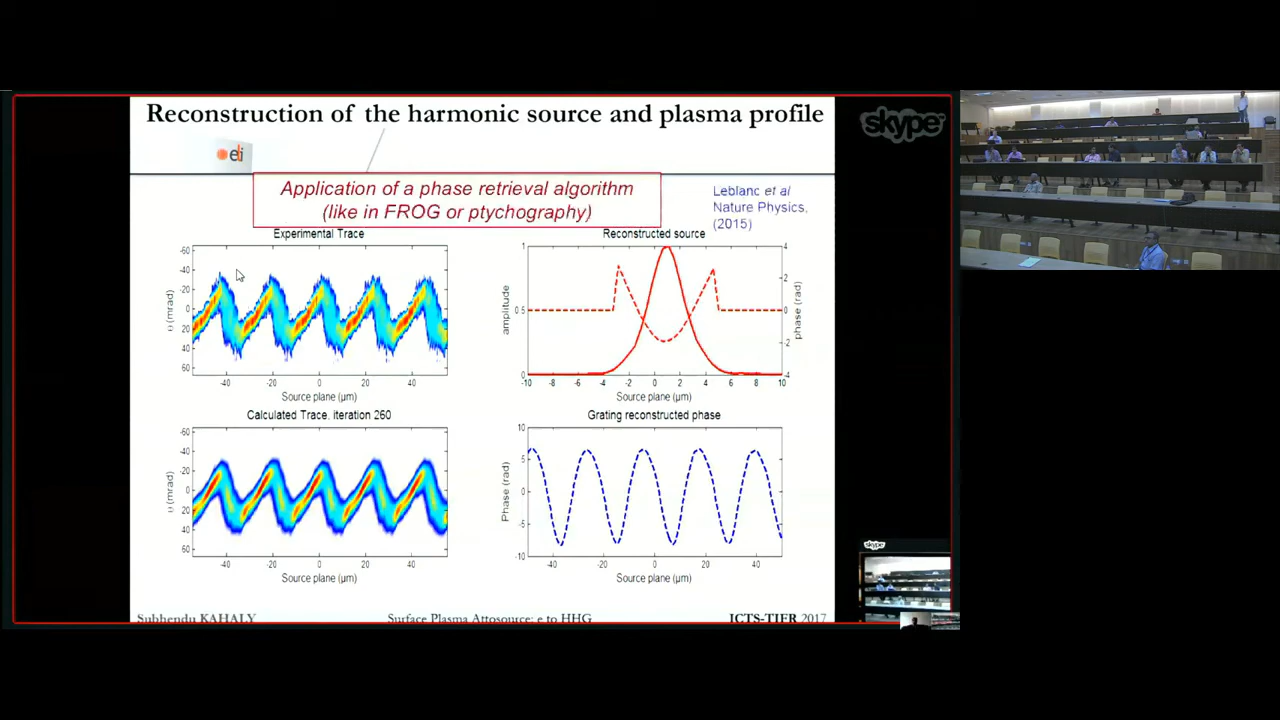 Reconstruction of the harmonic source and plasma profile
eli
Application of a phase retrieval algorithm
(like in FROG or ptychography)
Leblanc et al
Nature Physics,
(2015)
skype
Experimental Trace
-60
-40
-20
0
20
40
60
υ (mrad)
-40 -20 0 20 40
Source plane (µm)
Reconstructed source
1
0.5
0
amplitude
4
2
0
-2
-4
phase (rad)
-10 -8 -6 -4 -2 0 2 4 6 8 10
Source plane (µm)
Calculated Trace, iteration 260
-60
-40
-20
0
20
40
60
υ (mrad)
-40 -20 0 20 40
Source plane (µm)
Grating reconstructed phase
10
5
0
-5
-10
Phase (rad)
-40 -20 0 20 40
Source plane (µm)
skype
Subhendu KAHALY
Surface Plasma Attosource: e to HHG
ICTS-TIFR 2017